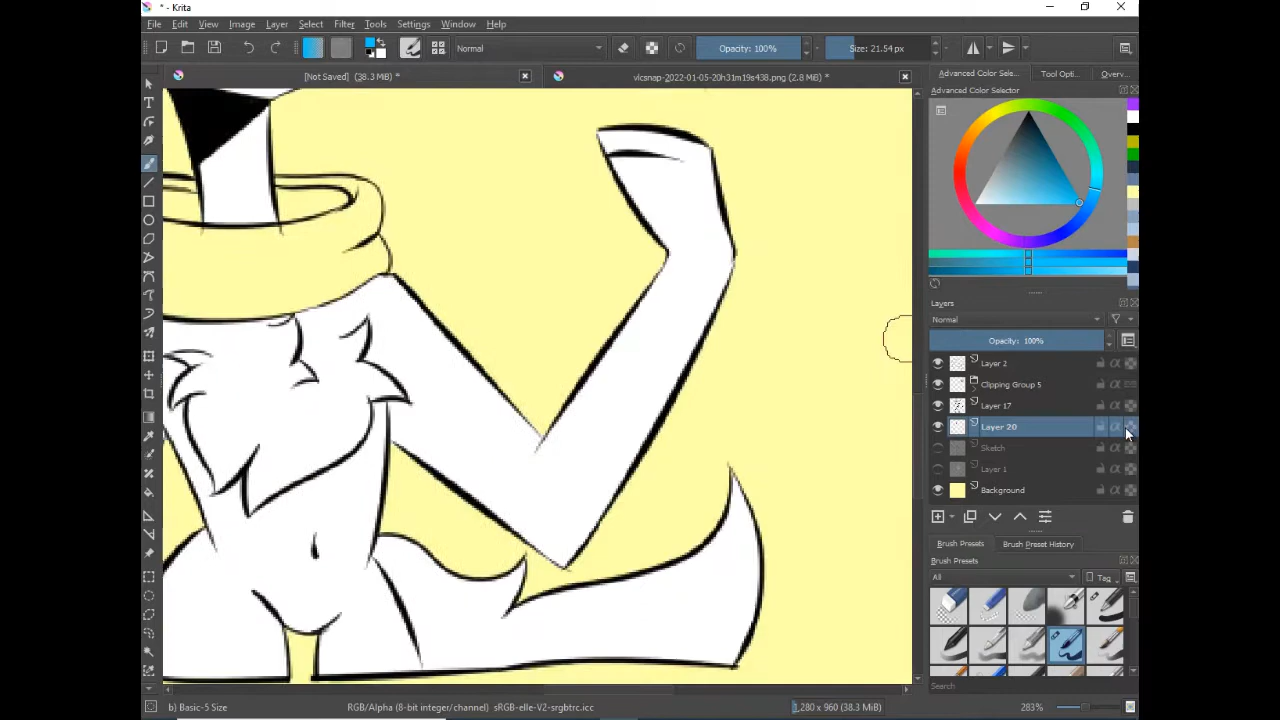 * - Krita
File Edit View Image Layer Select Filter Tools Settings Window Help
Normal Opacity: 100% Size: 21.54 px
[Not Saved] (38.3 MB) * vlcsnap-2022-01-05-20h31m19s438.png (2.8 MiB) *
Advanced Color Sele... Tool Opti... Overv...
Advanced Color Selector
Layers
Normal
Opacity: 100%
Layer 2
Clipping Group 5
Layer 17
Layer 20
Sketch
Layer 1
Background
Brush Presets Brush Preset History
Brush Presets
All Tag
Search
b) Basic-5 Size RGB/Alpha (8-bit integer/channel) sRGB-elle-V2-srgbtrc.icc 1,280 x 960 (38.3 MiB) 283%